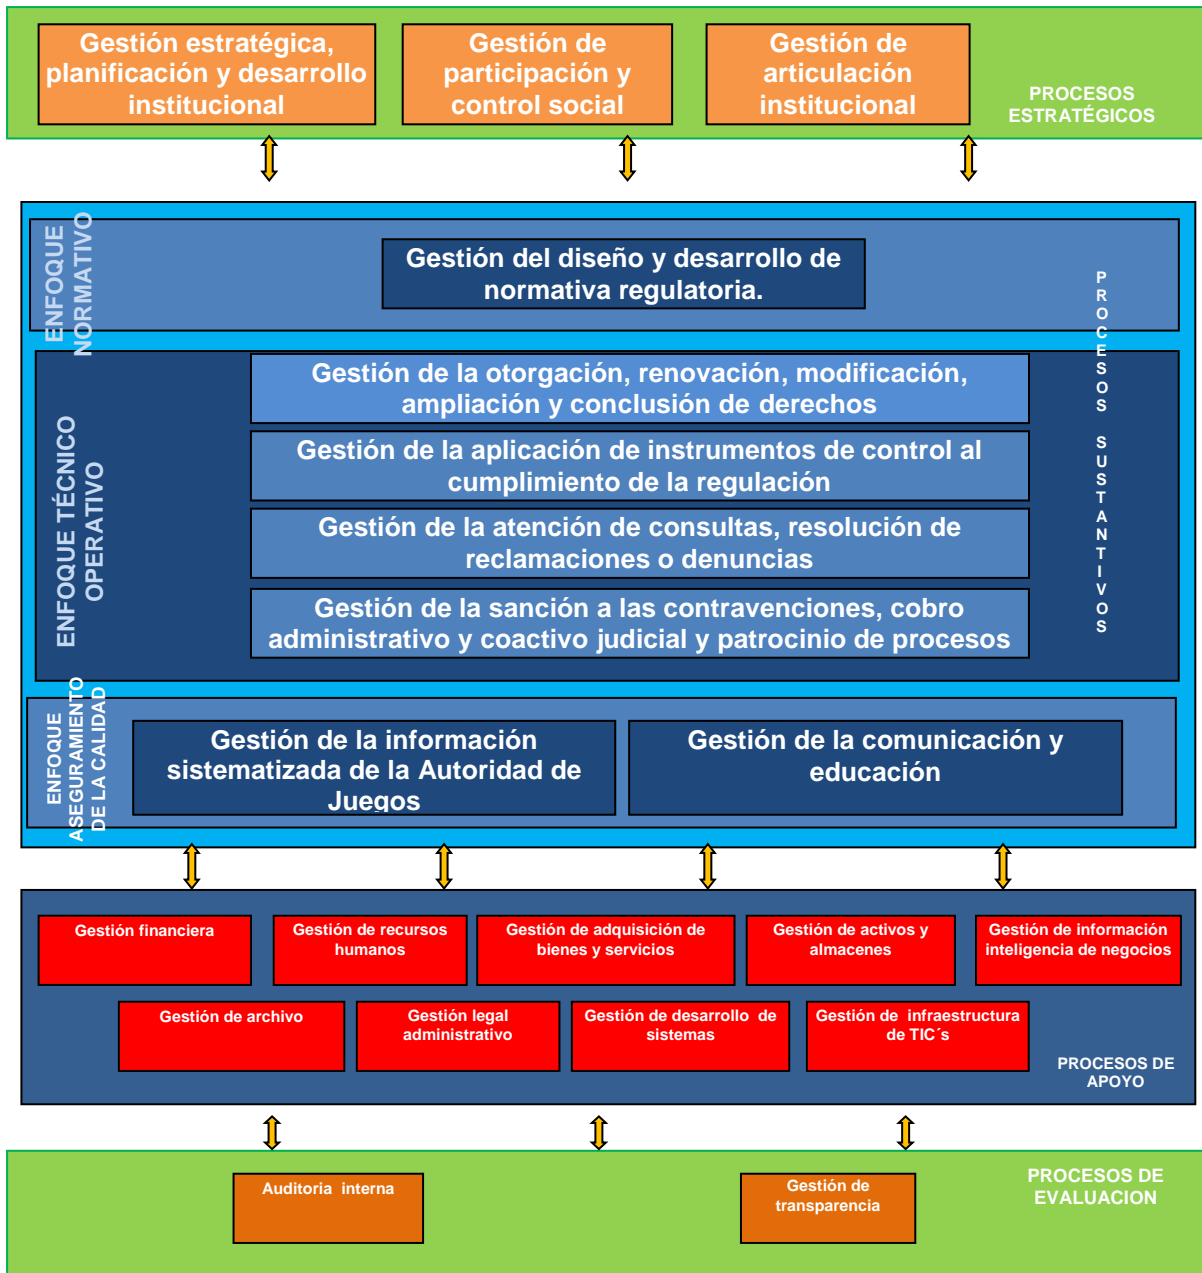 Gestión estratégica,
planificación y desarrollo
institucional
Gestión de
participación y
control social
Gestión de
articulación
institucional
PROCESOS
ESTRATÉGICOS
ENFOQUE
NORMATIVO
Gestión del diseño y desarrollo de
normativa regulatoria.
PROCESOS SUSTANTIVOS
ENFOQUE TÉCNICO
OPERATIVO
Gestión de la otorgación, renovación, modificación,
ampliación y conclusión de derechos
Gestión de la aplicación de instrumentos de control al
cumplimiento de la regulación
Gestión de la atención de consultas, resolución de
reclamaciones o denuncias
Gestión de la sanción a las contravenciones, cobro
administrativo y coactivo judicial y patrocinio de procesos
ENFOQUE
ASEGURAMIENTO
DE LA CALIDAD
Gestión de la información
sistematizada de la Autoridad de
Juegos
Gestión de la comunicación y
educación
Gestión financiera
Gestión de recursos
humanos
Gestión de adquisición de
bienes y servicios
Gestión de activos y
almacenes
Gestión de información
inteligencia de negocios
Gestión de archivo
Gestión legal
administrativo
Gestión de desarrollo de
sistemas
Gestión de infraestructura
de TIC´s
PROCESOS DE
APOYO
Auditoria interna
Gestión de
transparencia
PROCESOS DE
EVALUACION